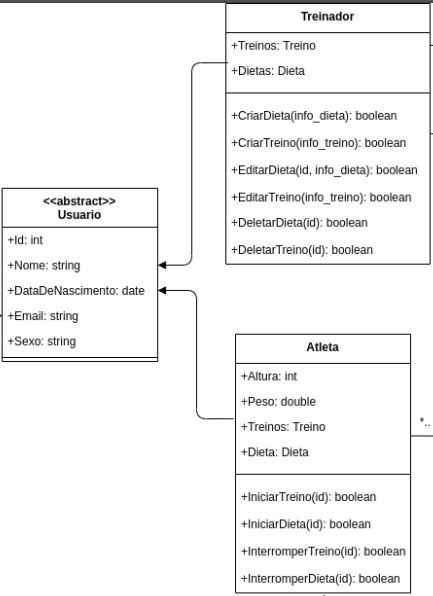 Treinador
+Treinos: Treino
+Dietas: Dieta
+CriarDieta(info_dieta): boolean
+CriarTreino(info_treino): boolean
+EditarDieta(id, info_dieta): boolean
+EditarTreino(info_treino): boolean
+DeletarDieta(id): boolean
+DeletarTreino(id): boolean
<<abstract>>
Usuario
+Id: int
+Nome: string
+DataDeNascimento: date
+Email: string
+Sexo: string
Atleta
+Altura: int
+Peso: double
+Treinos: Treino
+Dieta: Dieta
*..
+IniciarTreino(id): boolean
+IniciarDieta(id): boolean
+InterromperTreino(id): boolean
+InterromperDieta(id): boolean